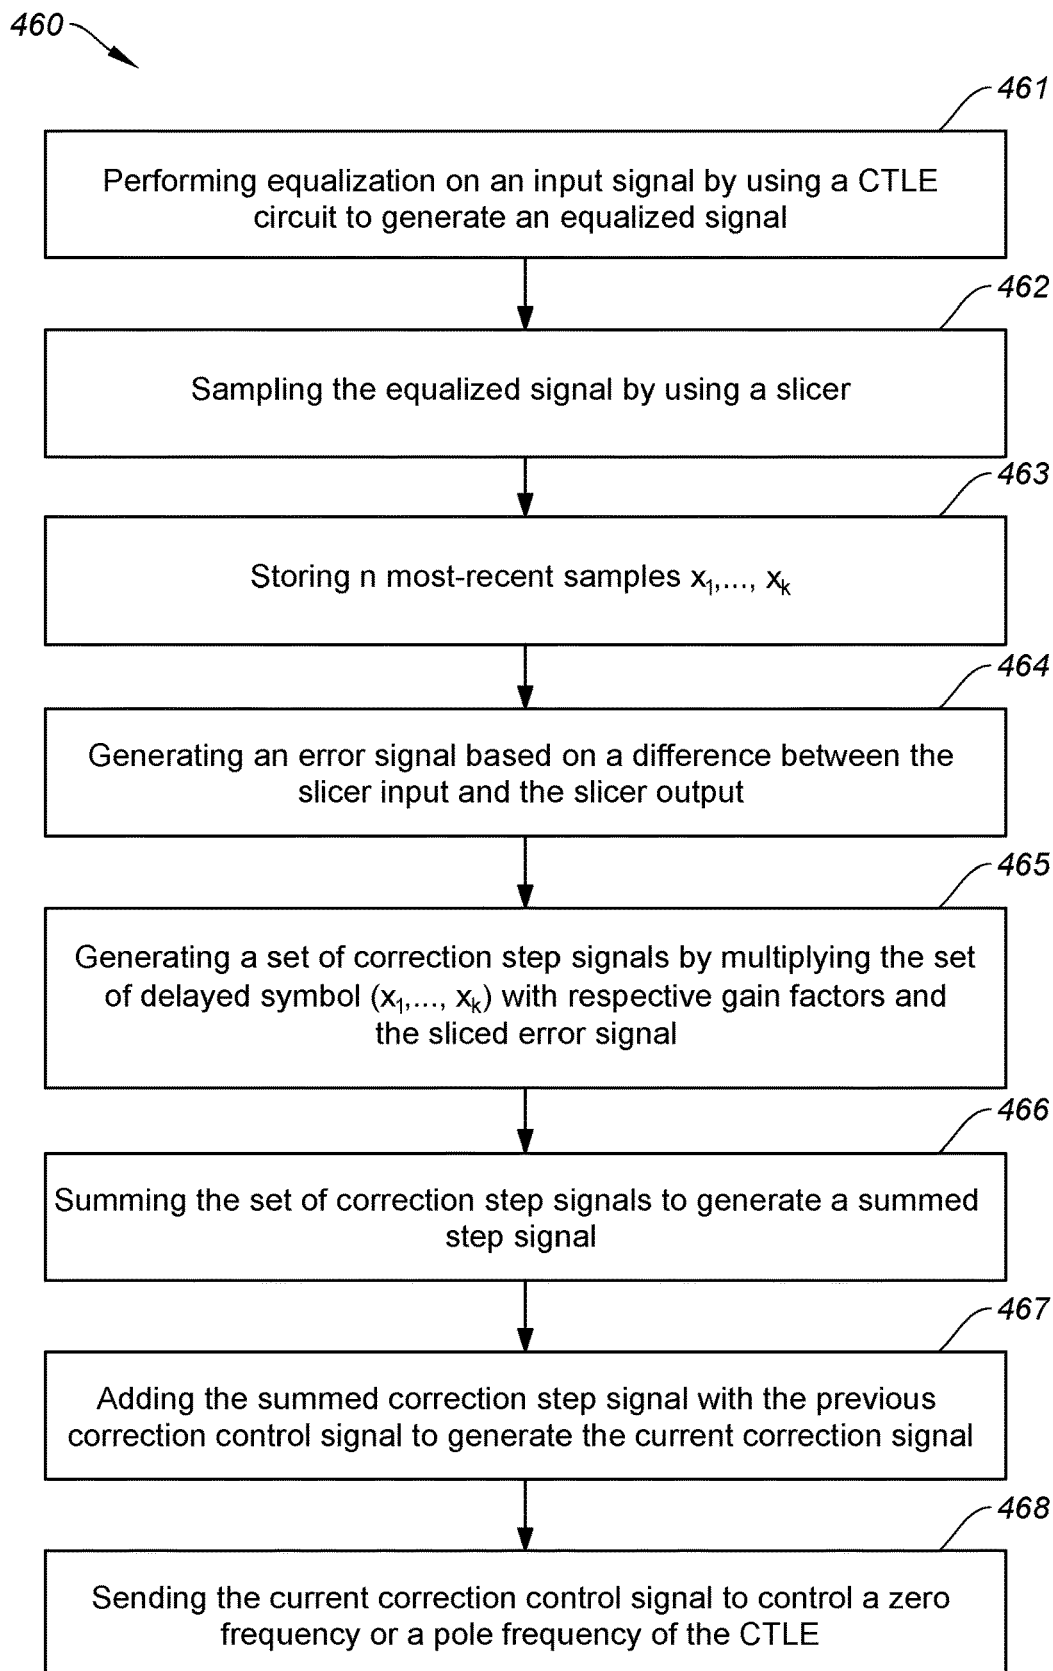 460
461
Performing equalization on an input signal by using a CTLE
circuit to generate an equalized signal
462
Sampling the equalized signal by using a slicer
463
Storing n most-recent samples x₁,..., xₖ
464
Generating an error signal based on a difference between the
slicer input and the slicer output
465
Generating a set of correction step signals by multiplying the set
of delayed symbol (x₁,..., xₖ) with respective gain factors and
the sliced error signal
466
Summing the set of correction step signals to generate a summed
step signal
467
Adding the summed correction step signal with the previous
correction control signal to generate the current correction signal
468
Sending the current correction control signal to control a zero
frequency or a pole frequency of the CTLE